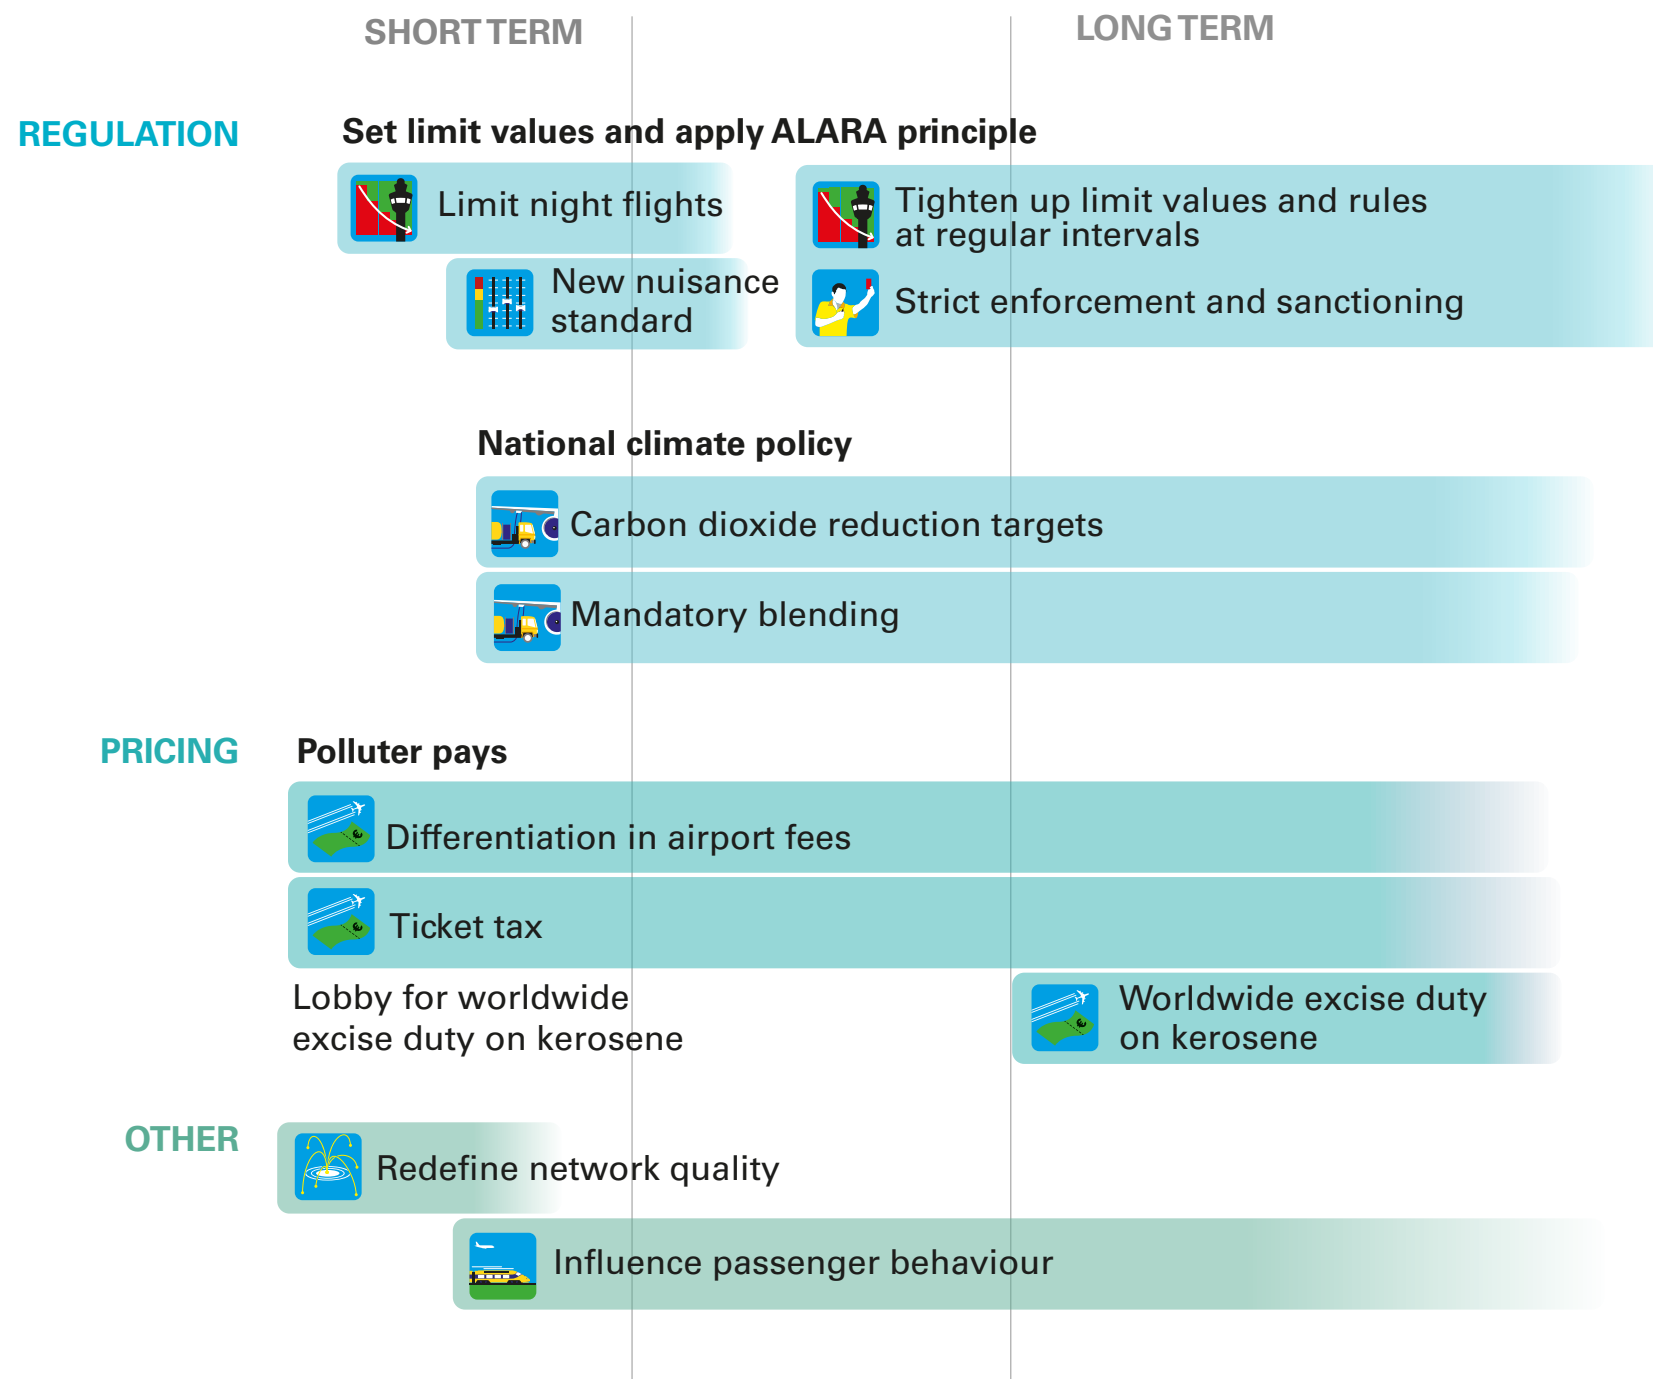 SHORT TERM
LONG TERM
REGULATION
Set limit values and apply ALARA principle
Limit night flights
Tighten up limit values and rules
at regular intervals
New nuisance
standard
Strict enforcement and sanctioning
National climate policy
Carbon dioxide reduction targets
Mandatory blending
PRICING
Polluter pays
Differentiation in airport fees
Ticket tax
Lobby for worldwide
excise duty on kerosene
Worldwide excise duty
on kerosene
OTHER
Redefine network quality
Influence passenger behaviour